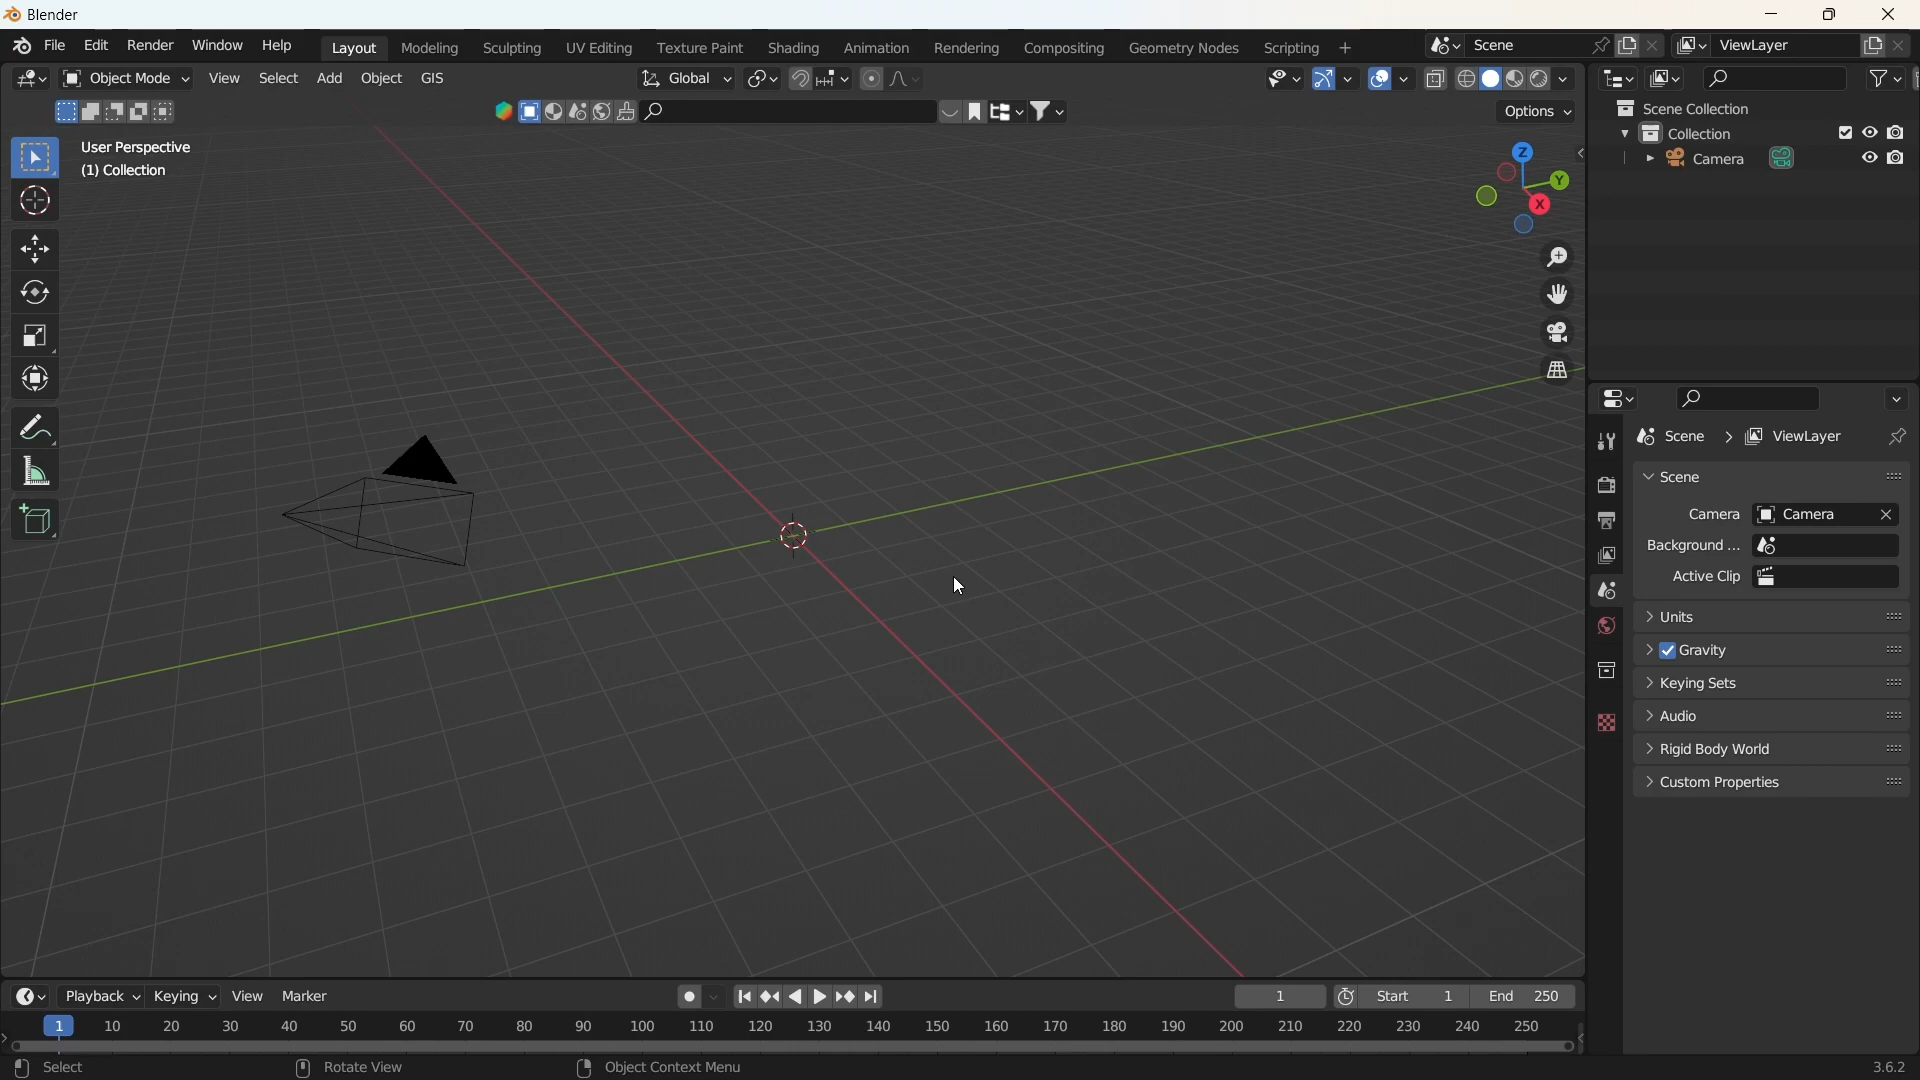 Blender
File Edit Render Window Help Layout Modeling Sculpting UV Editing Texture Paint Shading Animation Rendering Compositing Geometry Nodes Scripting + Scene ViewLayer
Object Mode View Select Add Object GIS Global
Options
User Perspective
(1) Collection
Z
Y
X
Scene Collection
Collection
Camera
Scene > ViewLayer
Scene
Camera Camera
Background ...
Active Clip
Units
Gravity
Keying Sets
Audio
Rigid Body World
Custom Properties
Playback Keying View Marker 1 Start 1 End 250
1 10 20 30 40 50 60 70 80 90 100 110 120 130 140 150 160 170 180 190 200 210 220 230 240 250
Select Rotate View Object Context Menu 3.6.2